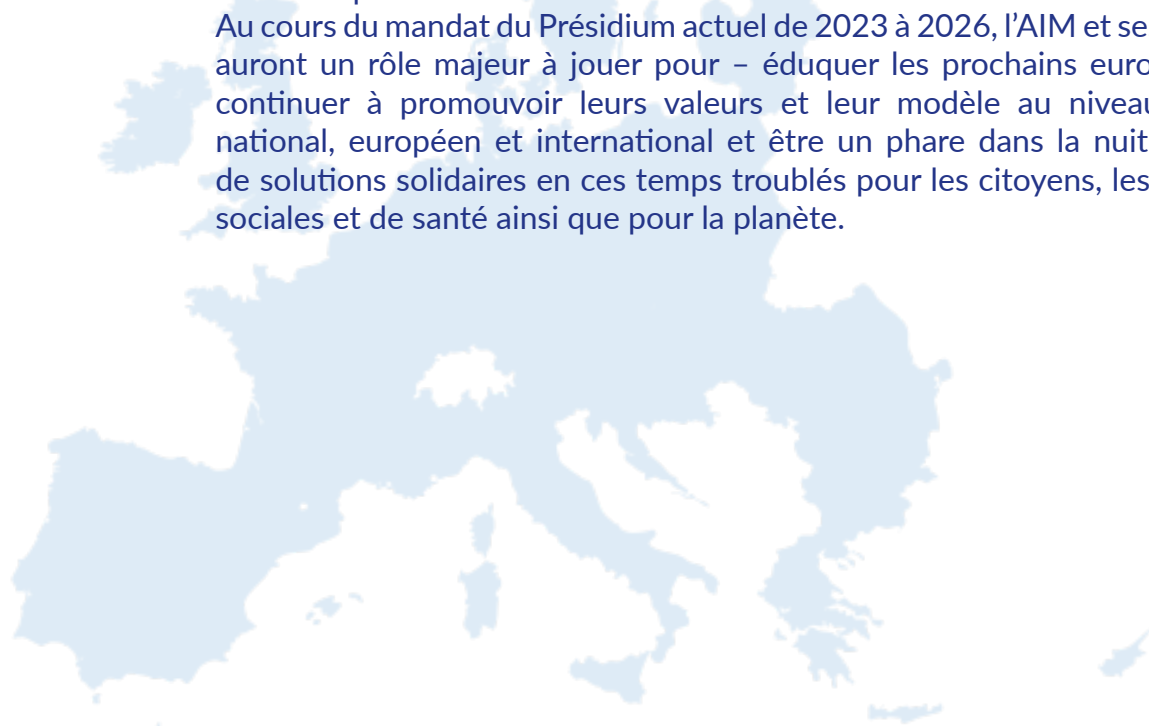 Au cours du mandat du Présidium actuel de 2023 à 2026, l’AIM et se
auront un rôle majeur à jouer pour – éduquer les prochains euro
continuer à promouvoir leurs valeurs et leur modèle au niveau
national, européen et international et être un phare dans la nuit
de solutions solidaires en ces temps troublés pour les citoyens, les
sociales et de santé ainsi que pour la planète.